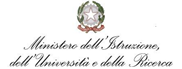 Ministero dell'Istruzione,
dell'Università e della Ricerca